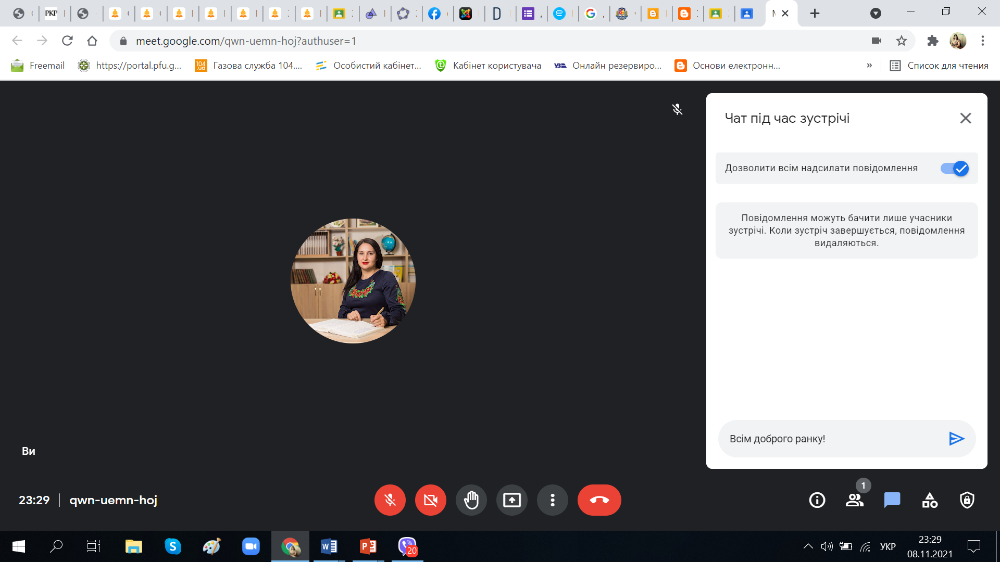 PKP
meet.google.com/qwn-uemn-hoj?authuser=1
Freemail
https://portal.pfu.g...
104.ua
Газова служба 104....
Особистий кабінет...
Кабінет користувача
УЗ
Онлайн резервиро...
Основи електронн...
»
Список для чтения
Чат під час зустрічі
Дозволити всім надсилати повідомлення
Повідомлення можуть бачити лише учасники
зустрічі. Коли зустріч завершується, повідомлення
видаляються.
Всім доброго ранку!
Ви
23:29
qwn-uemn-hoj
1
20
УКР
23:29
08.11.2021